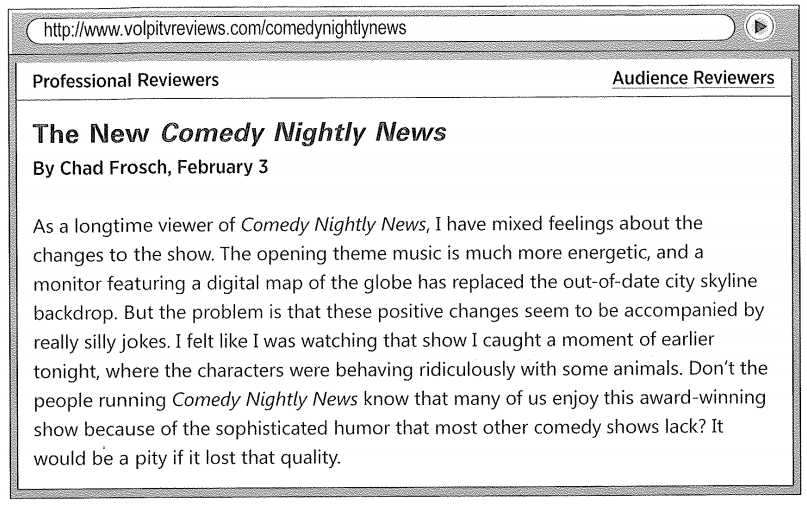 http://www.volpitvreviews.com/comedynightlynews
Professional Reviewers
Audience Reviewers
The New Comedy Nightly News
By Chad Frosch, February 3
As a longtime viewer of Comedy Nightly News, I have mixed feelings about the
changes to the show. The opening theme music is much more energetic, and a
monitor featuring a digital map of the globe has replaced the out-of-date city skyline
backdrop. But the problem is that these positive changes seem to be accompanied by
really silly jokes. I felt like I was watching that show I caught a moment of earlier
tonight, where the characters were behaving ridiculously with some animals. Don't the
people running Comedy Nightly News know that many of us enjoy this award-winning
show because of the sophisticated humor that most other comedy shows lack? It
would be a pity if it lost that quality.